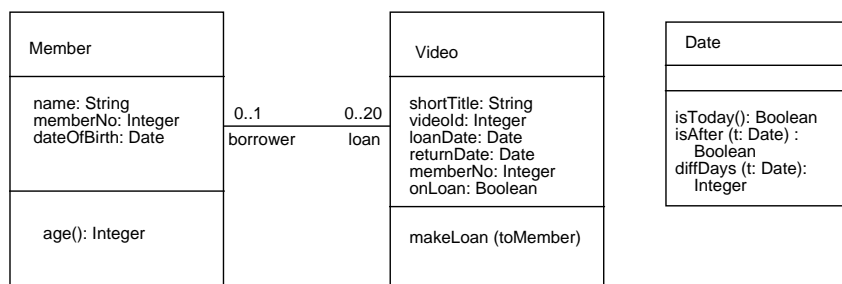 Member
name: String
memberNo: Integer
dateOfBirth: Date
age(): Integer
0..1
0..20
borrower
loan
Video
shortTitle: String
videoId: Integer
loanDate: Date
returnDate: Date
memberNo: Integer
onLoan: Boolean
makeLoan (toMember)
Date
isToday(): Boolean
isAfter (t: Date) :
Boolean
diffDays (t: Date):
Integer